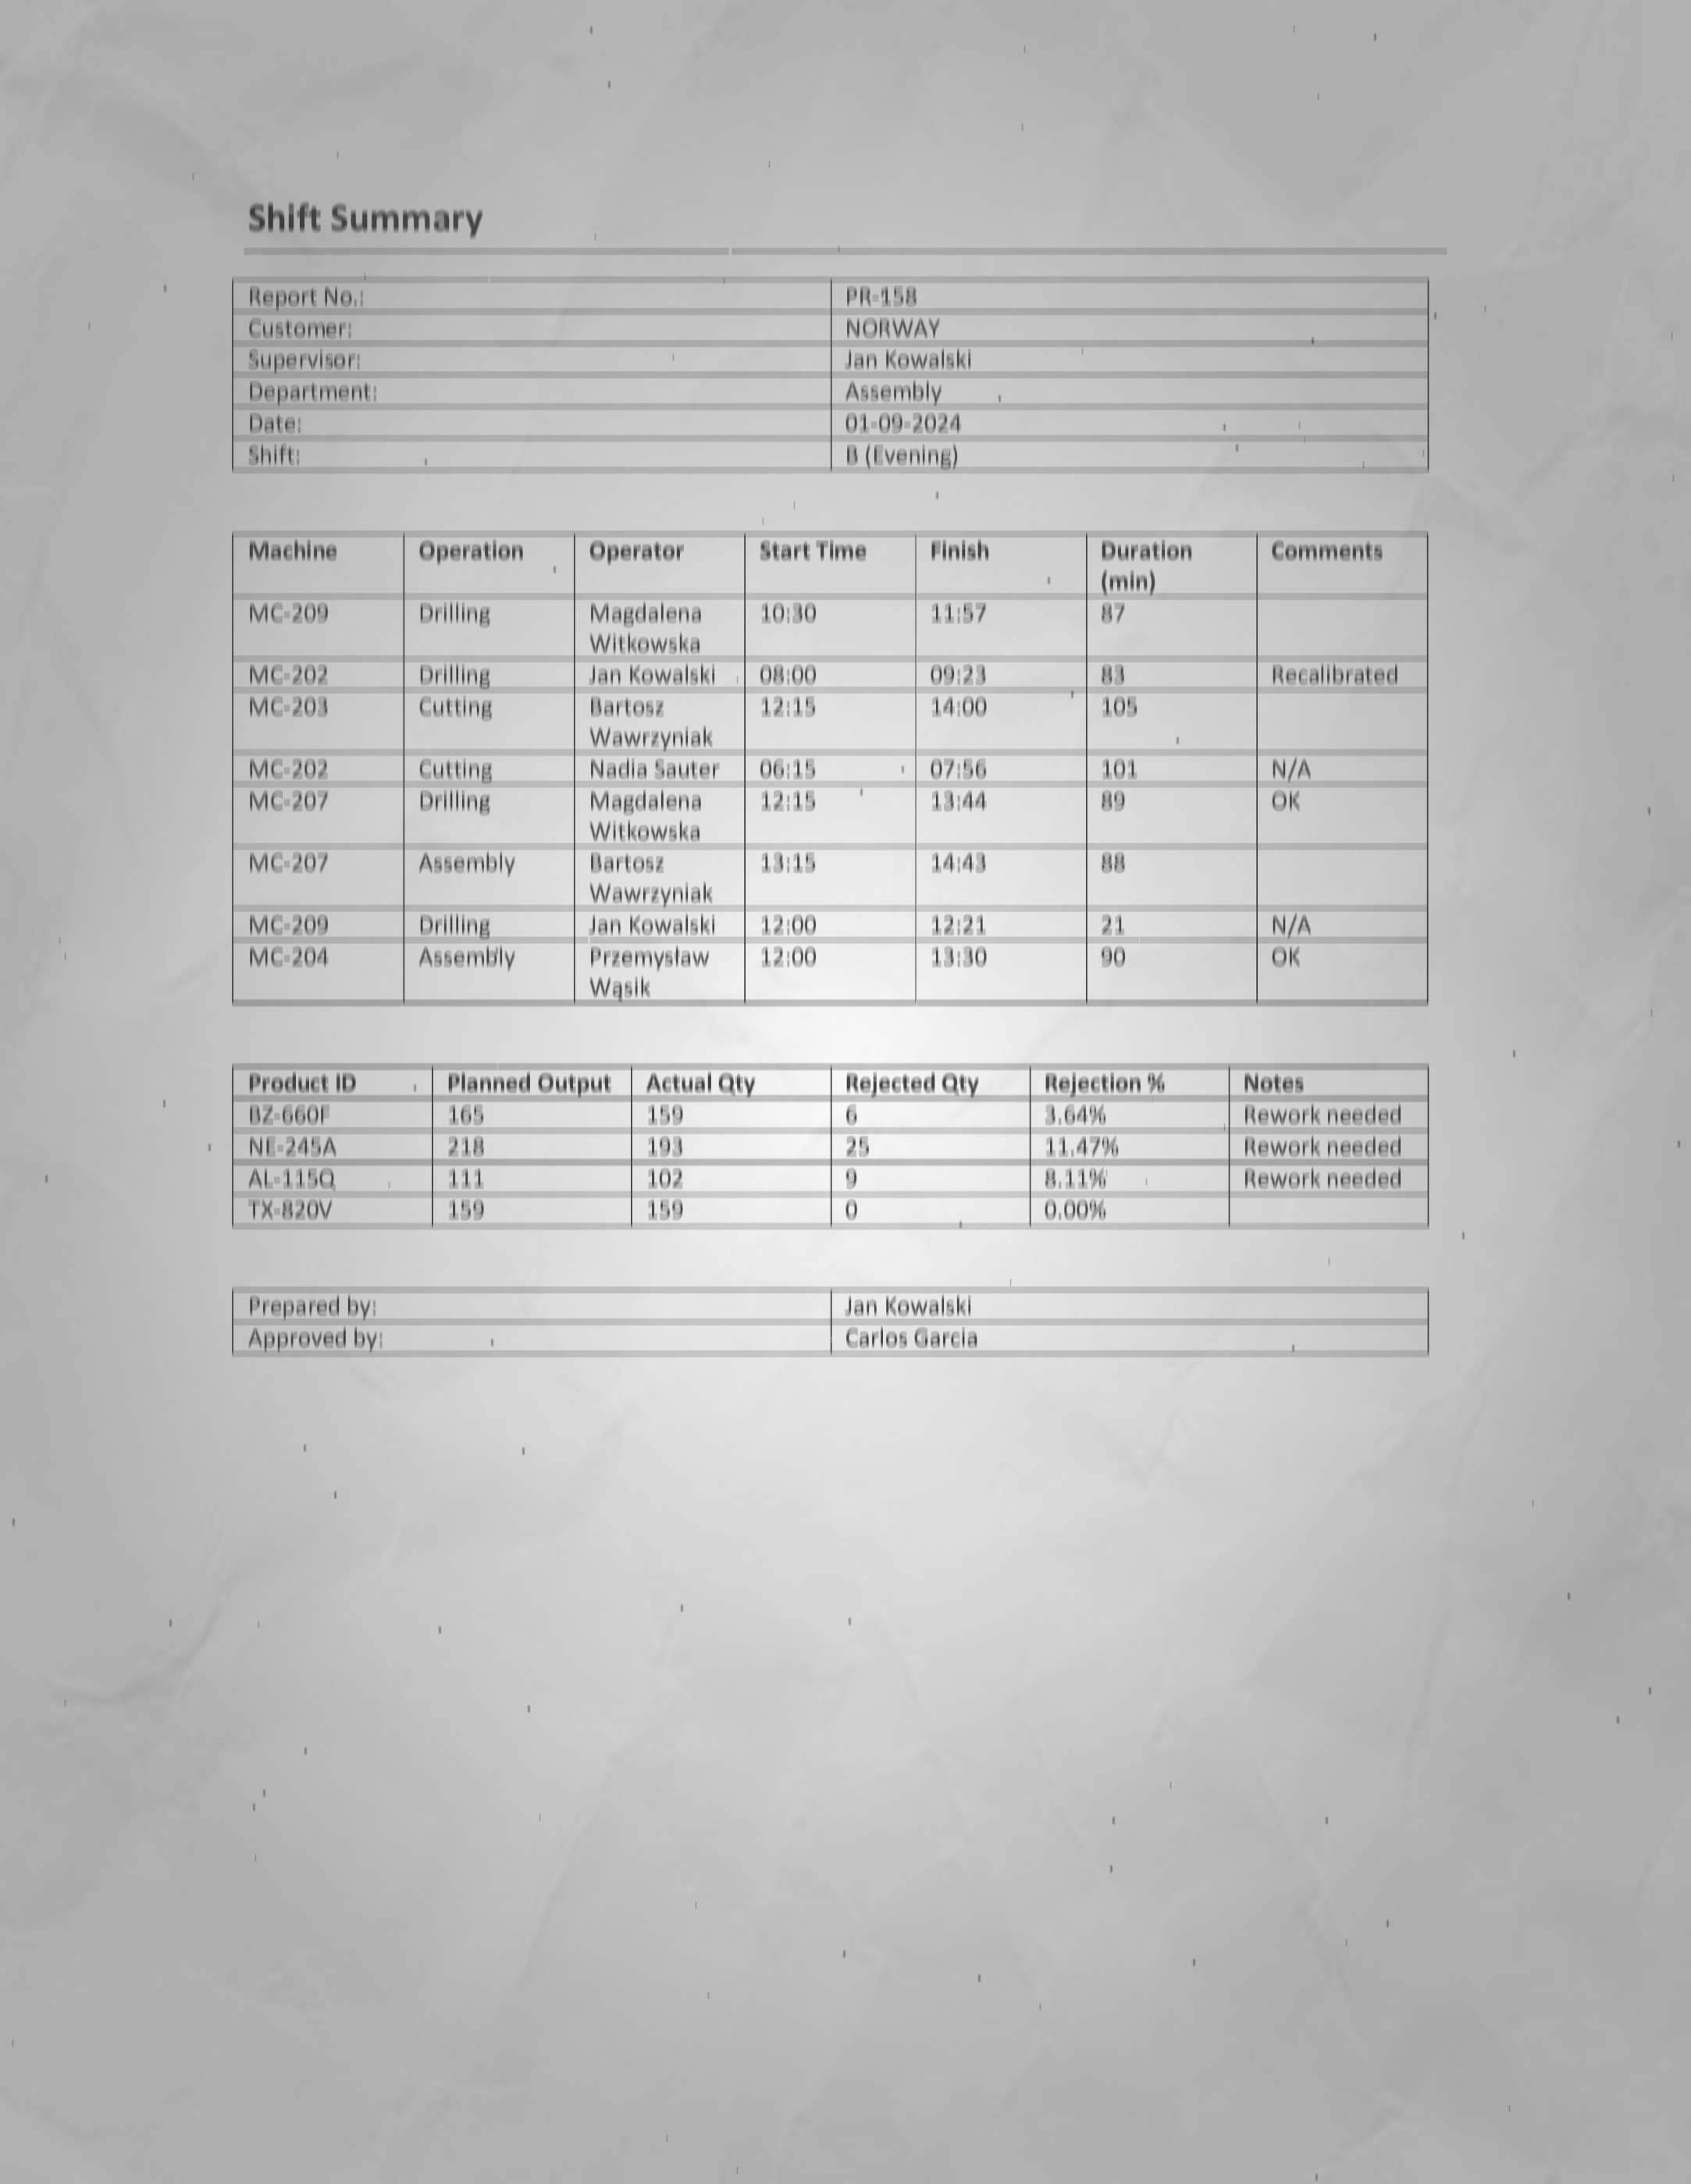 Shift Summary
Report No.: PR-158
Customer: NORWAY
Supervisor: Jan Kowalski
Department: Assembly
Date: 01-09-2024
Shift: B (Evening)
Machine Operation Operator Start Time Finish Duration (min) Comments
MC-209 Drilling Magdalena Witkowska 10:30 11:57 87
MC-202 Drilling Jan Kowalski 08:00 09:23 83 Recalibrated
MC-203 Cutting Bartosz Wawrzyniak 12:15 14:00 105
MC-202 Cutting Nadia Sauter 06:15 07:56 101 N/A
MC-207 Drilling Magdalena Witkowska 12:15 13:44 89 OK
MC-207 Assembly Bartosz Wawrzyniak 13:15 14:43 88
MC-209 Drilling Jan Kowalski 12:00 12:21 21 N/A
MC-204 Assembly Przemysław Wąsik 12:00 13:30 90 OK
Product ID Planned Output Actual Qty Rejected Qty Rejection % Notes
BZ-660F 165 159 6 3.64% Rework needed
NE-245A 218 193 25 11.47% Rework needed
AL-115Q 111 102 9 8.11% Rework needed
TX-820V 159 159 0 0.00%
Prepared by: Jan Kowalski
Approved by: Carlos Garcia